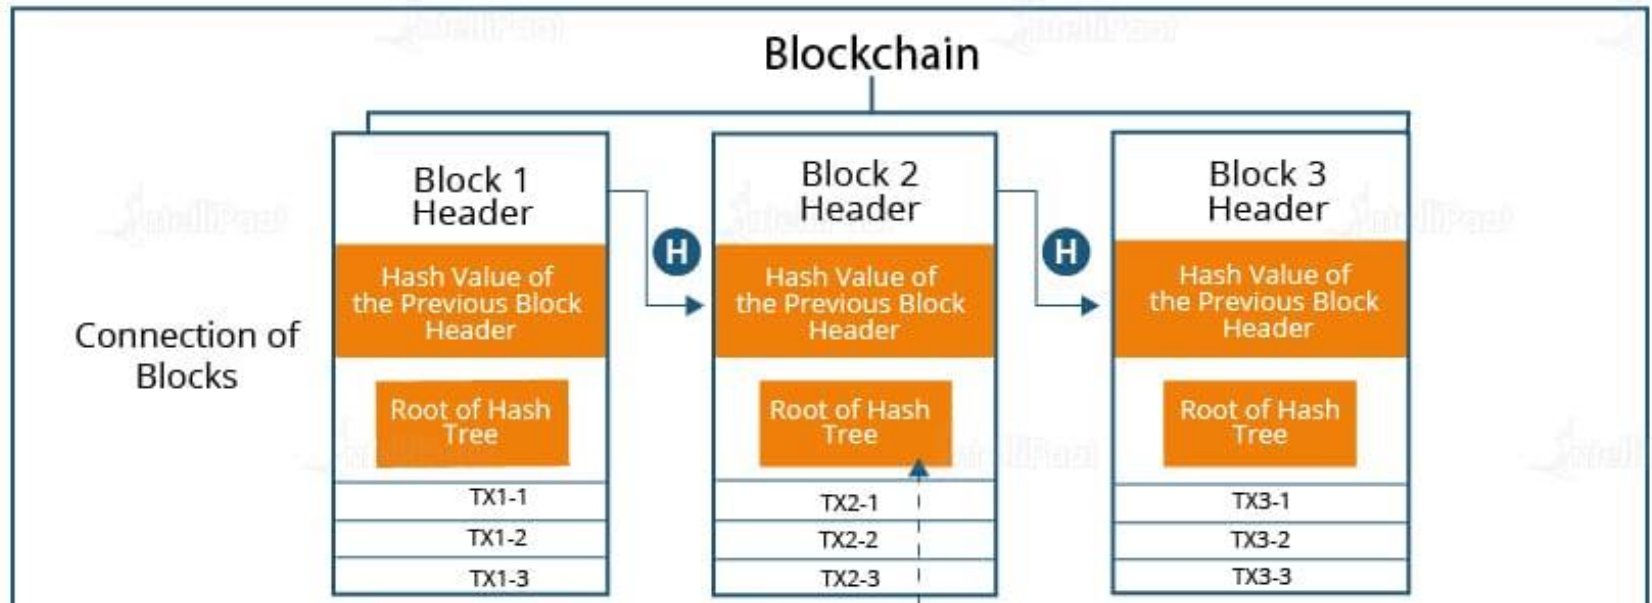 Blockchain
Block 1
Header
H
Block 2
Header
H
Block 3
Header
Hash Value of
the Previous Block
Header
Hash Value of
the Previous Block
Header
Hash Value of
the Previous Block
Header
Connection of
Blocks
Root of Hash
Tree
Root of Hash
Tree
Root of Hash
Tree
TX1-1
TX1-2
TX1-3
TX2-1
TX2-2
TX2-3
TX3-1
TX3-2
TX3-3